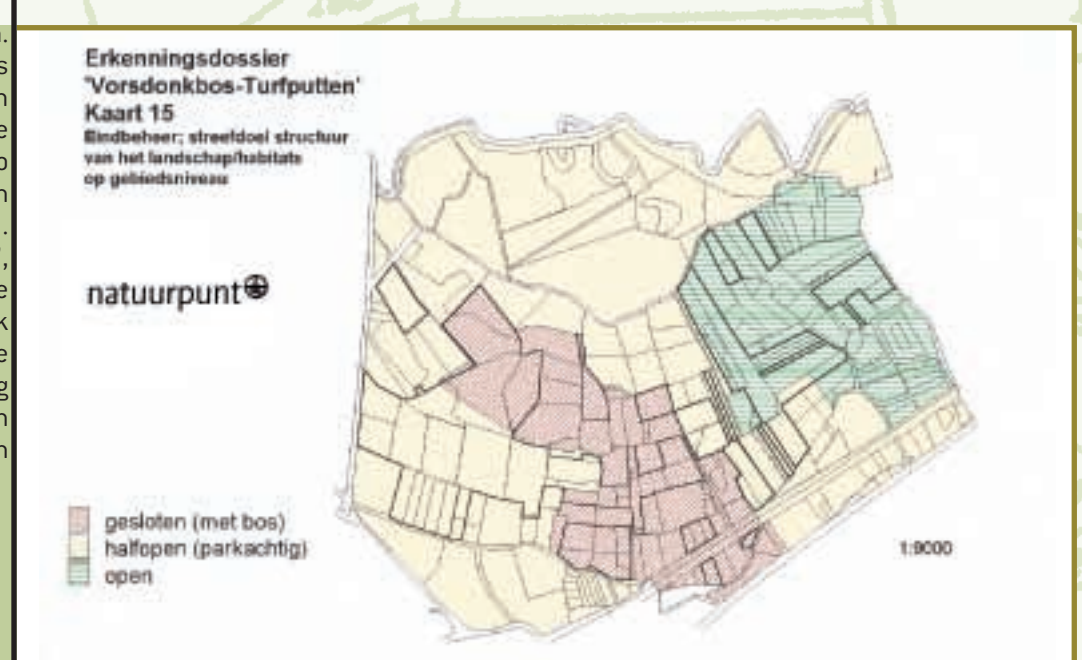 Erkenningsdossier
'Vorsdonkbos-Turfputten'
Kaart 15
Eindbeheer; streefdoel structuur
van het landschap/habitats
op gebiedsniveau
natuurpunt
gesloten (met bos)
halfopen (parkachtig)
open
1:9000